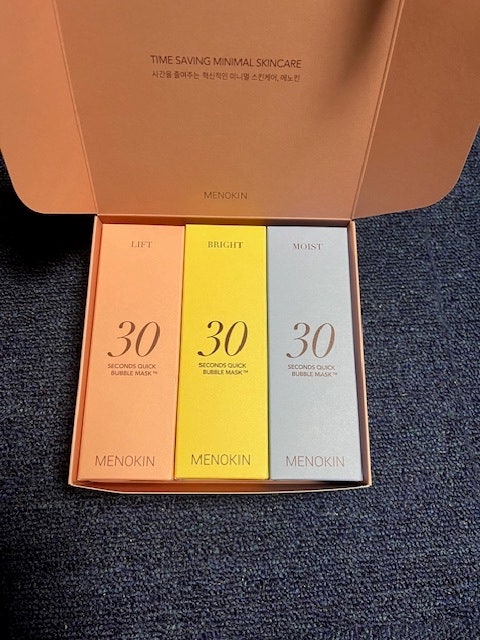 TIME SAVING MINIMAL SKINCARE
시간을 줄여주는 혁신적인 미니멀 스킨케어, 메노킨
MENOKIN
LIFT
30
SECONDS QUICK
BUBBLE MASK™
MENOKIN
BRIGHT
30
SECONDS QUICK
BUBBLE MASK™
MENOKIN
MOIST
30
SECONDS QUICK
BUBBLE MASK™
MENOKIN